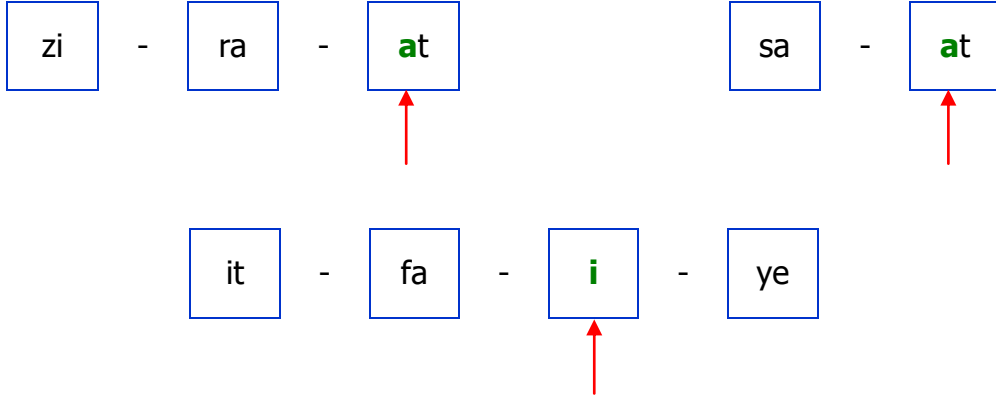 zi - ra - at sa - at
it - fa - i - ye